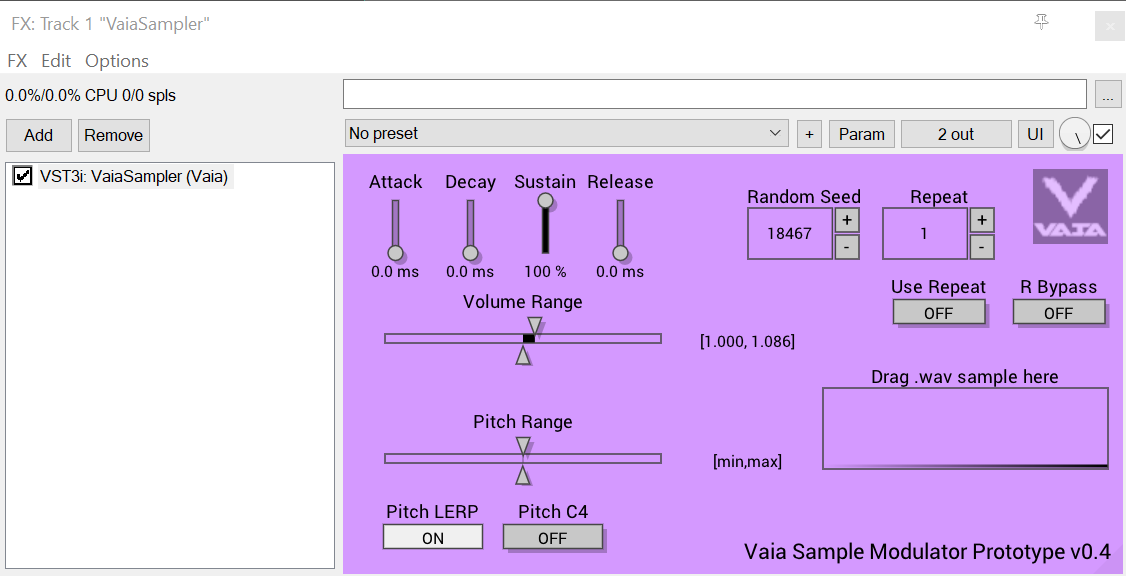 FX: Track 1 "VaiaSampler"
FX Edit Options
0.0%/0.0% CPU 0/0 spls
...
Add Remove
No preset + Param 2 out UI
VST3i: VaiaSampler (Vaia)
Attack Decay Sustain Release
0.0 ms 0.0 ms 100 % 0.0 ms
Random Seed Repeat
18467 + - 1 + -
VAIA
Volume Range
[1.000, 1.086]
Use Repeat R Bypass
OFF OFF
Drag .wav sample here
Pitch Range
[min,max]
Pitch LERP Pitch C4
ON OFF
Vaia Sample Modulator Prototype v0.4